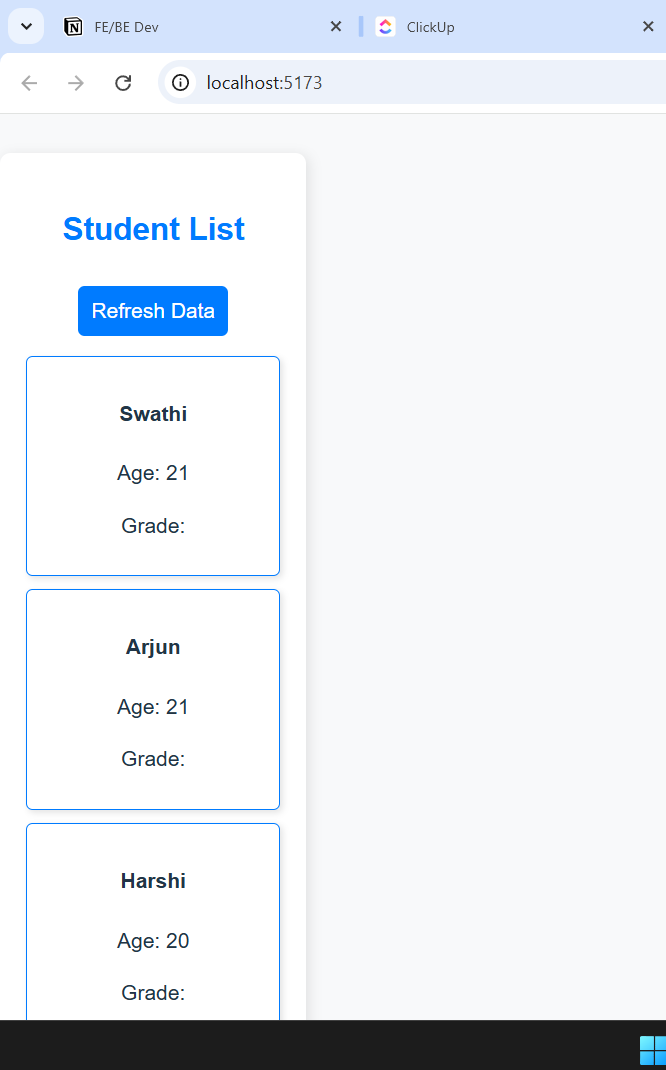 FE/BE Dev
ClickUp
localhost:5173
Student List
Refresh Data
Swathi
Age: 21
Grade:
Arjun
Age: 21
Grade:
Harshi
Age: 20
Grade: